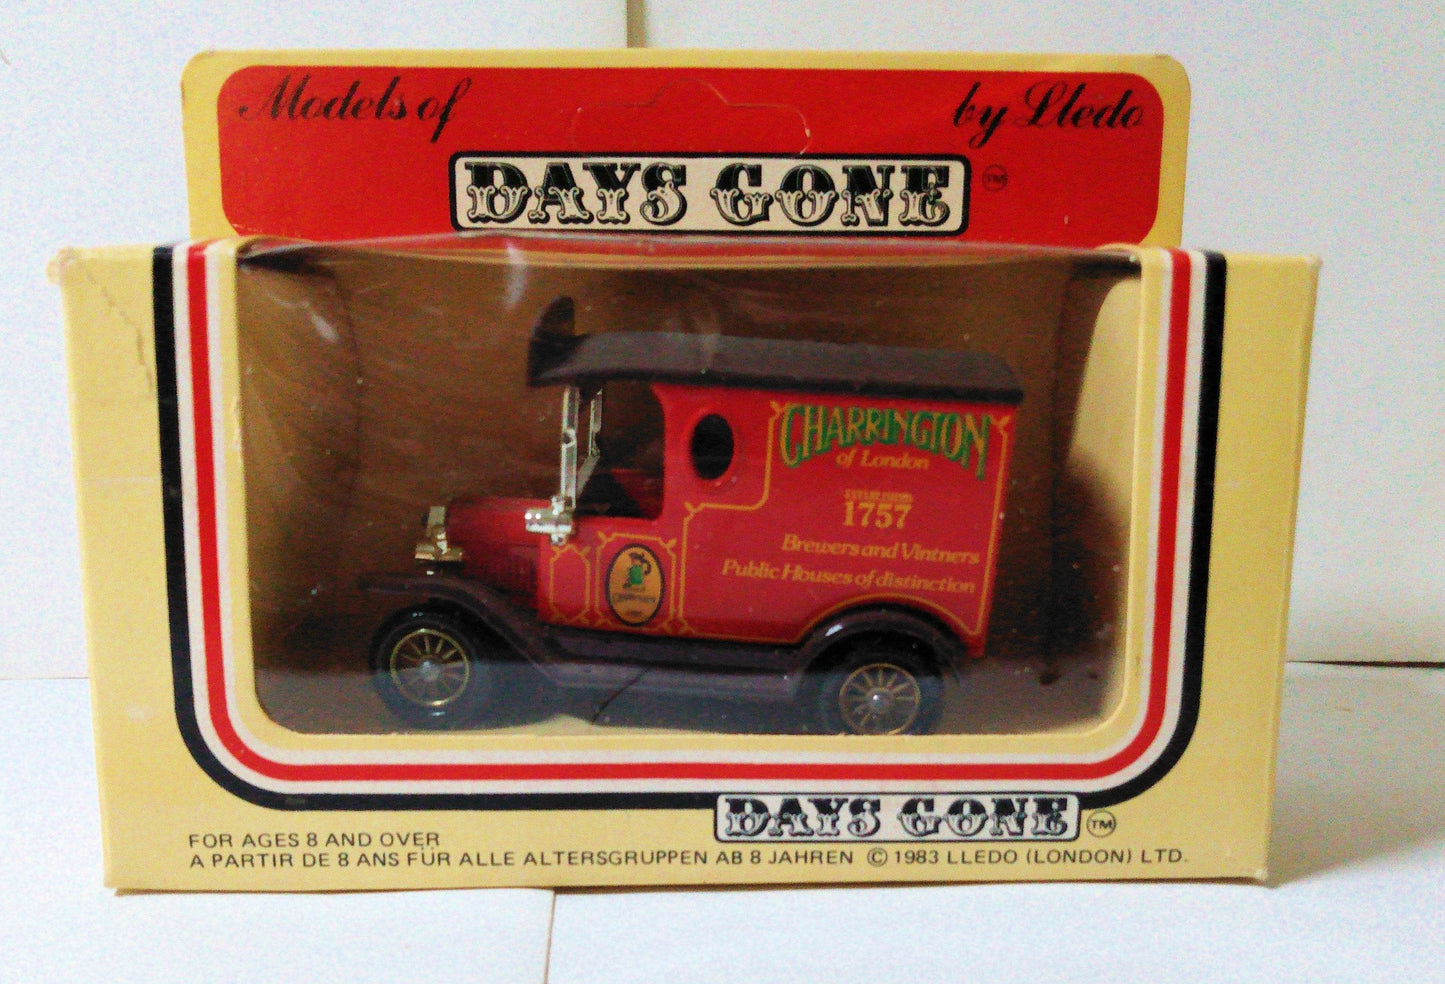 Models of by Lledo
DAYS GONE TM
CHARRINGTON
of London
ESTABLISHED
1757
Brewers and Vintners
Public Houses of distinction
DAYS GONE TM
FOR AGES 8 AND OVER
A PARTIR DE 8 ANS FÜR ALLE ALTERSGRUPPEN AB 8 JAHREN © 1983 LLEDO (LONDON) LTD.